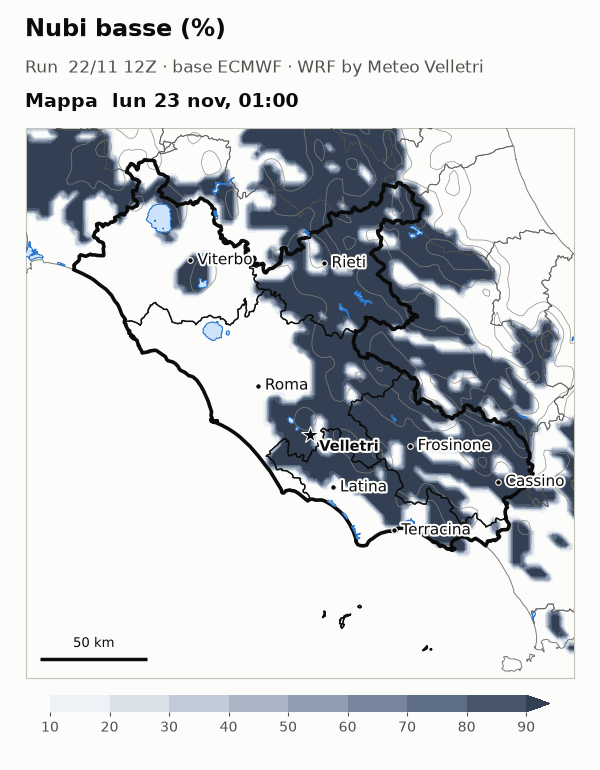 Nubi basse (%)
Run  22/11 12Z · base ECMWF · WRF by Meteo Velletri
Mappa  lun 23 nov, 01:00
Viterbo
Rieti
Roma
Velletri
Frosinone
Cassino
Latina
Terracina
50 km
10 20 30 40 50 60 70 80 90